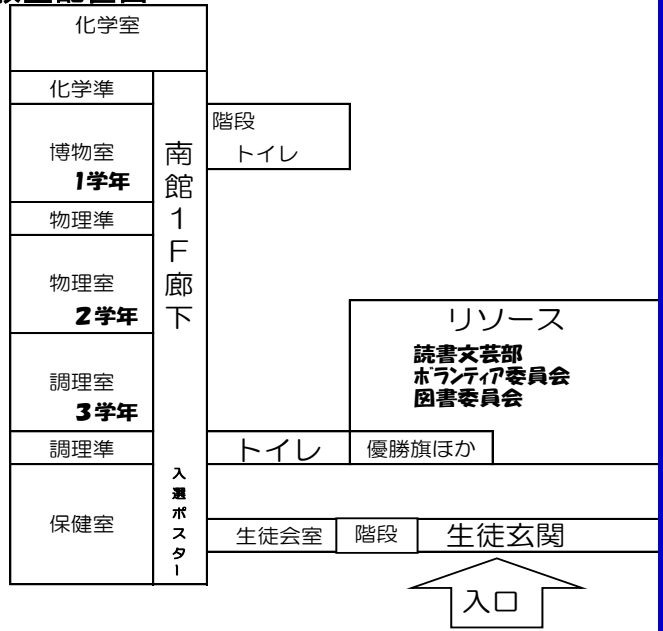 化学室
化学準
階段
博物室
トイレ
1学年
物理準
南館1F廊下
物理室
2学年
リソース
読書文芸部
ボランティア委員会
図書委員会
調理室
3学年
調理準
トイレ
優勝旗ほか
入選ポスター
保健室
生徒会室
階段
生徒玄関
入口